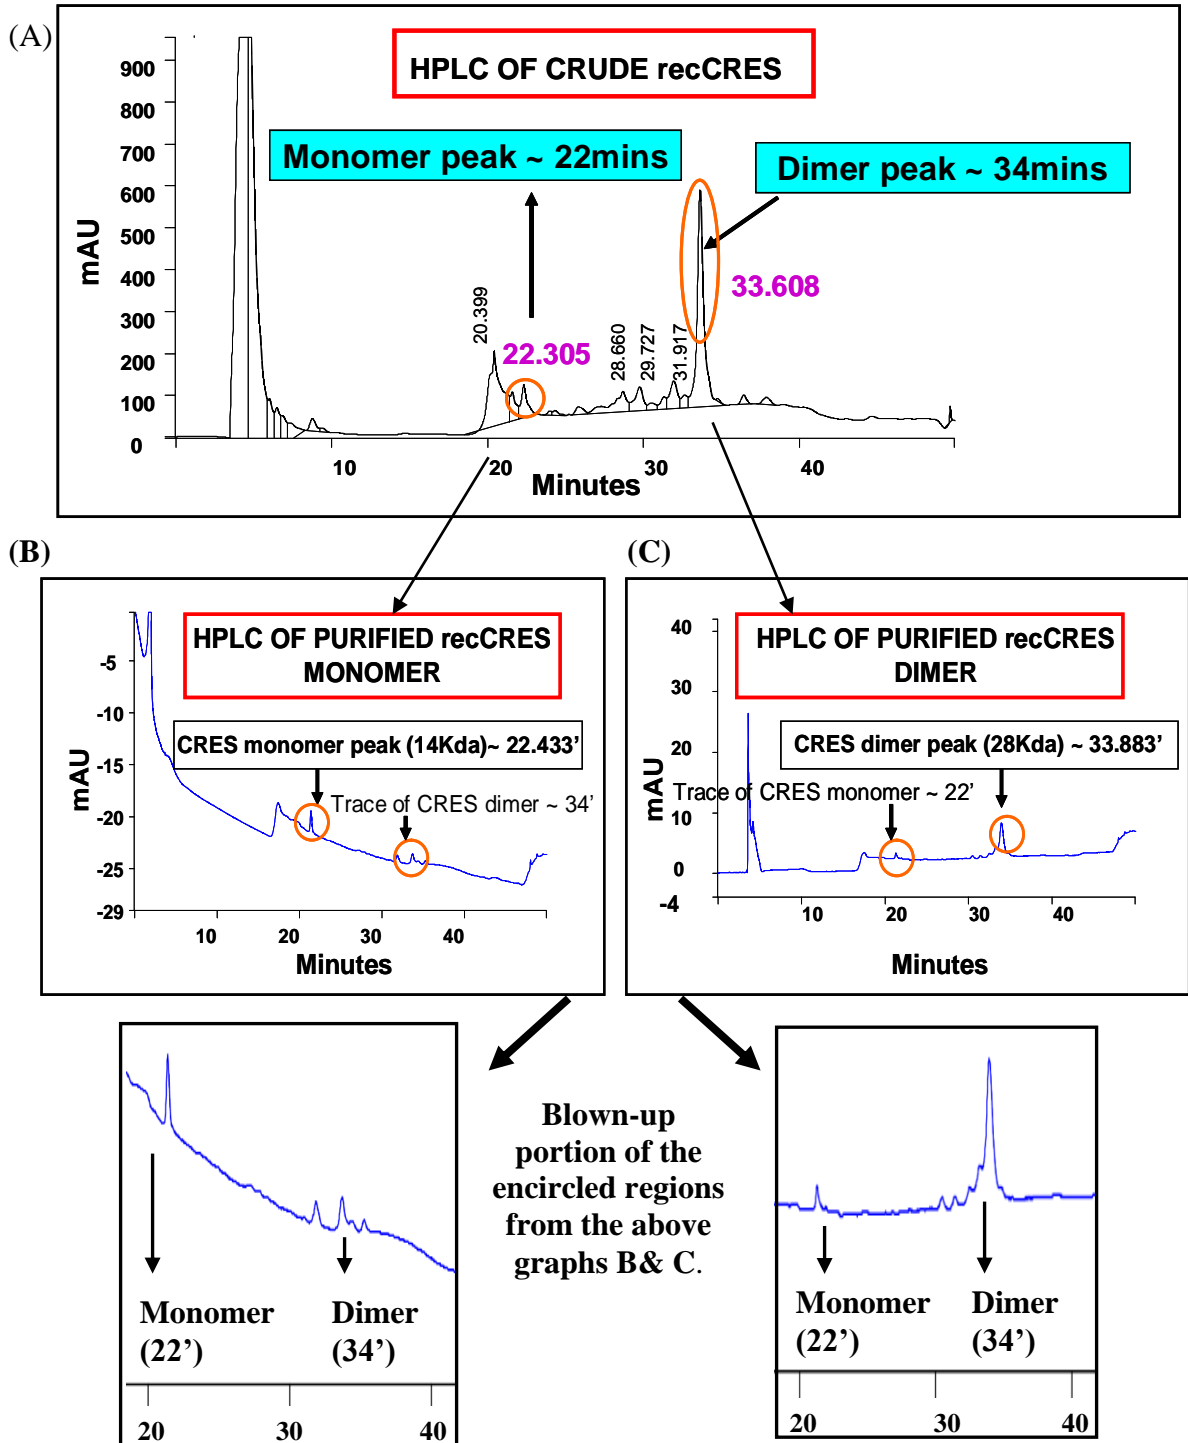 (A)
HPLC OF CRUDE recCRES
Monomer peak ~ 22mins
Dimer peak ~ 34mins
mAU
900
800
700
600
500
400
300
200
100
0
20.399
22.305
28.660
29.727
31.917
33.608
10
20
30
40
Minutes
(B)
HPLC OF PURIFIED recCRES
MONOMER
CRES monomer peak (14Kda)~ 22.433'
Trace of CRES dimer ~ 34'
mAU
-5
-10
-15
-20
-25
-29
10
20
30
40
Minutes
(C)
HPLC OF PURIFIED recCRES
DIMER
CRES dimer peak (28Kda) ~ 33.883'
Trace of CRES monomer ~ 22'
mAU
40
30
20
10
0
-4
10
20
30
40
Minutes
Monomer
(22')
Dimer
(34')
20
30
40
Blown-up
portion of the
encircled regions
from the above
graphs B& C.
Monomer
(22')
Dimer
(34')
20
30
40